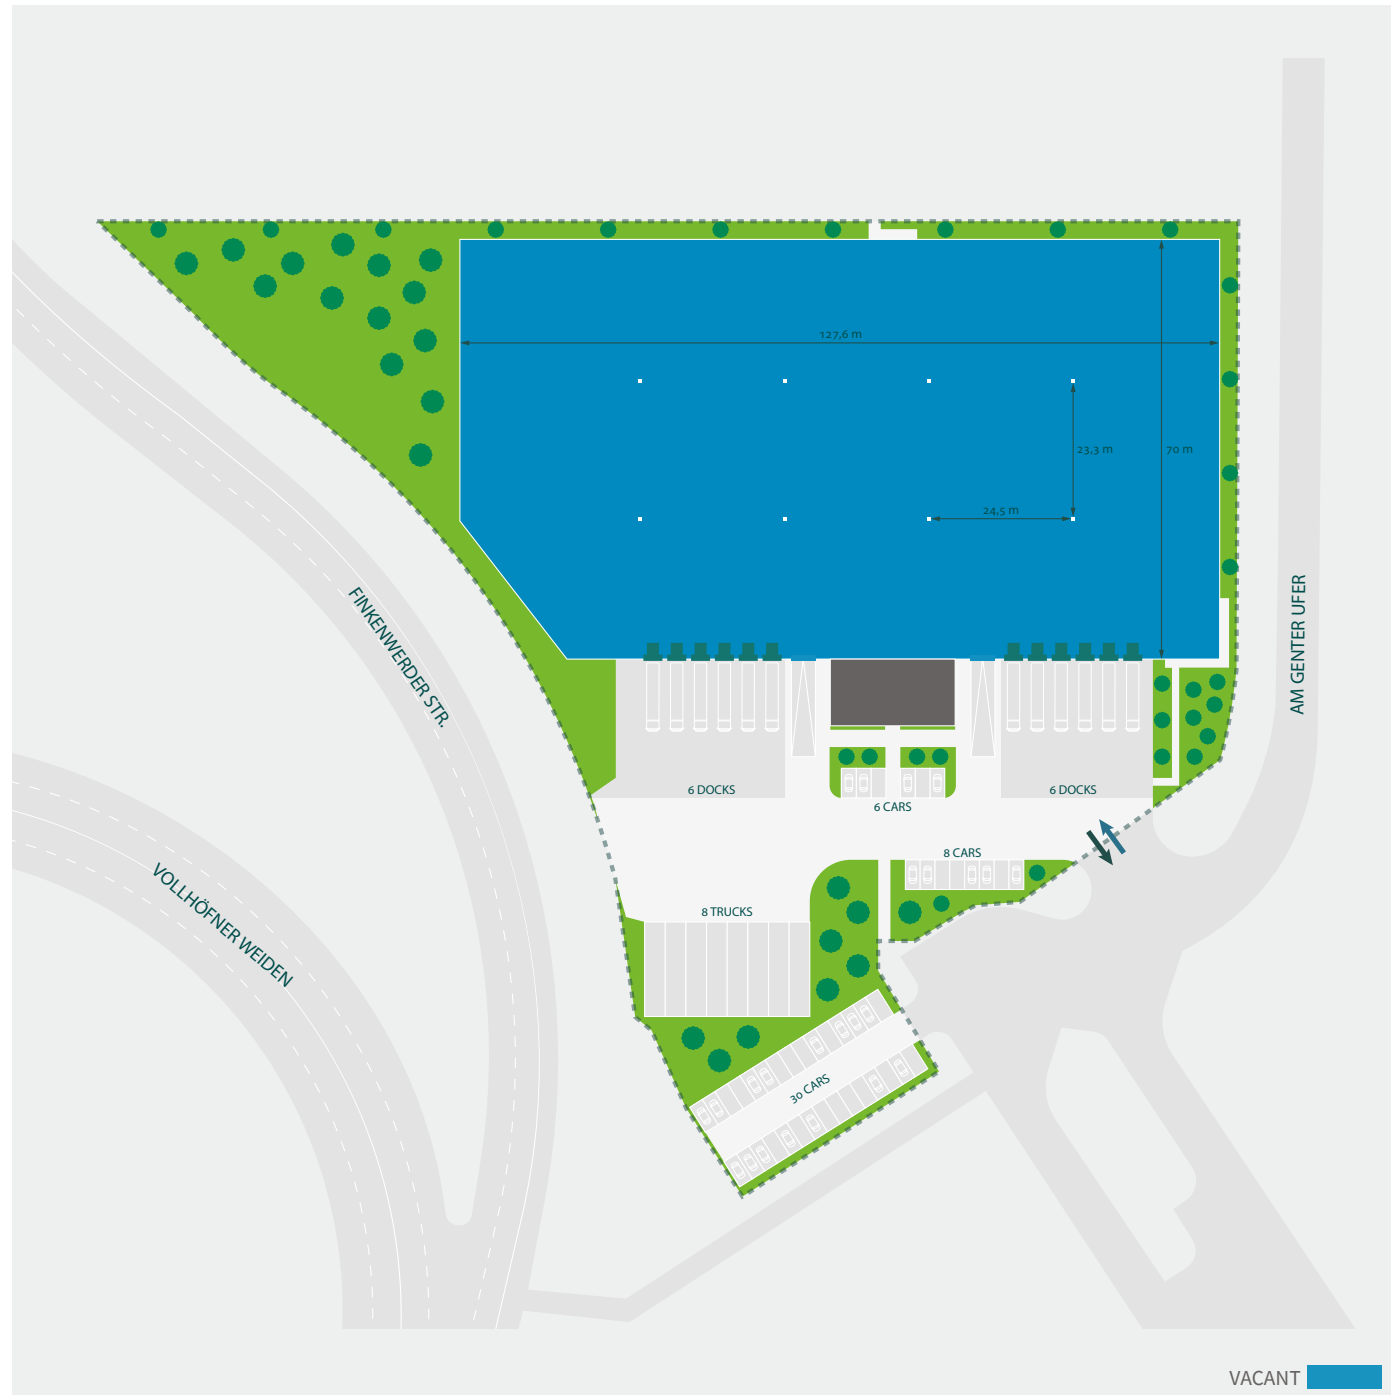 127,6 m
23,3 m
70 m
24,5 m
FINKENWERDER STR.
AM GENTER UFER
6 DOCKS
6 DOCKS
6 CARS
8 CARS
VOLLHÖFNER WEIDEN
8 TRUCKS
30 CARS
VACANT